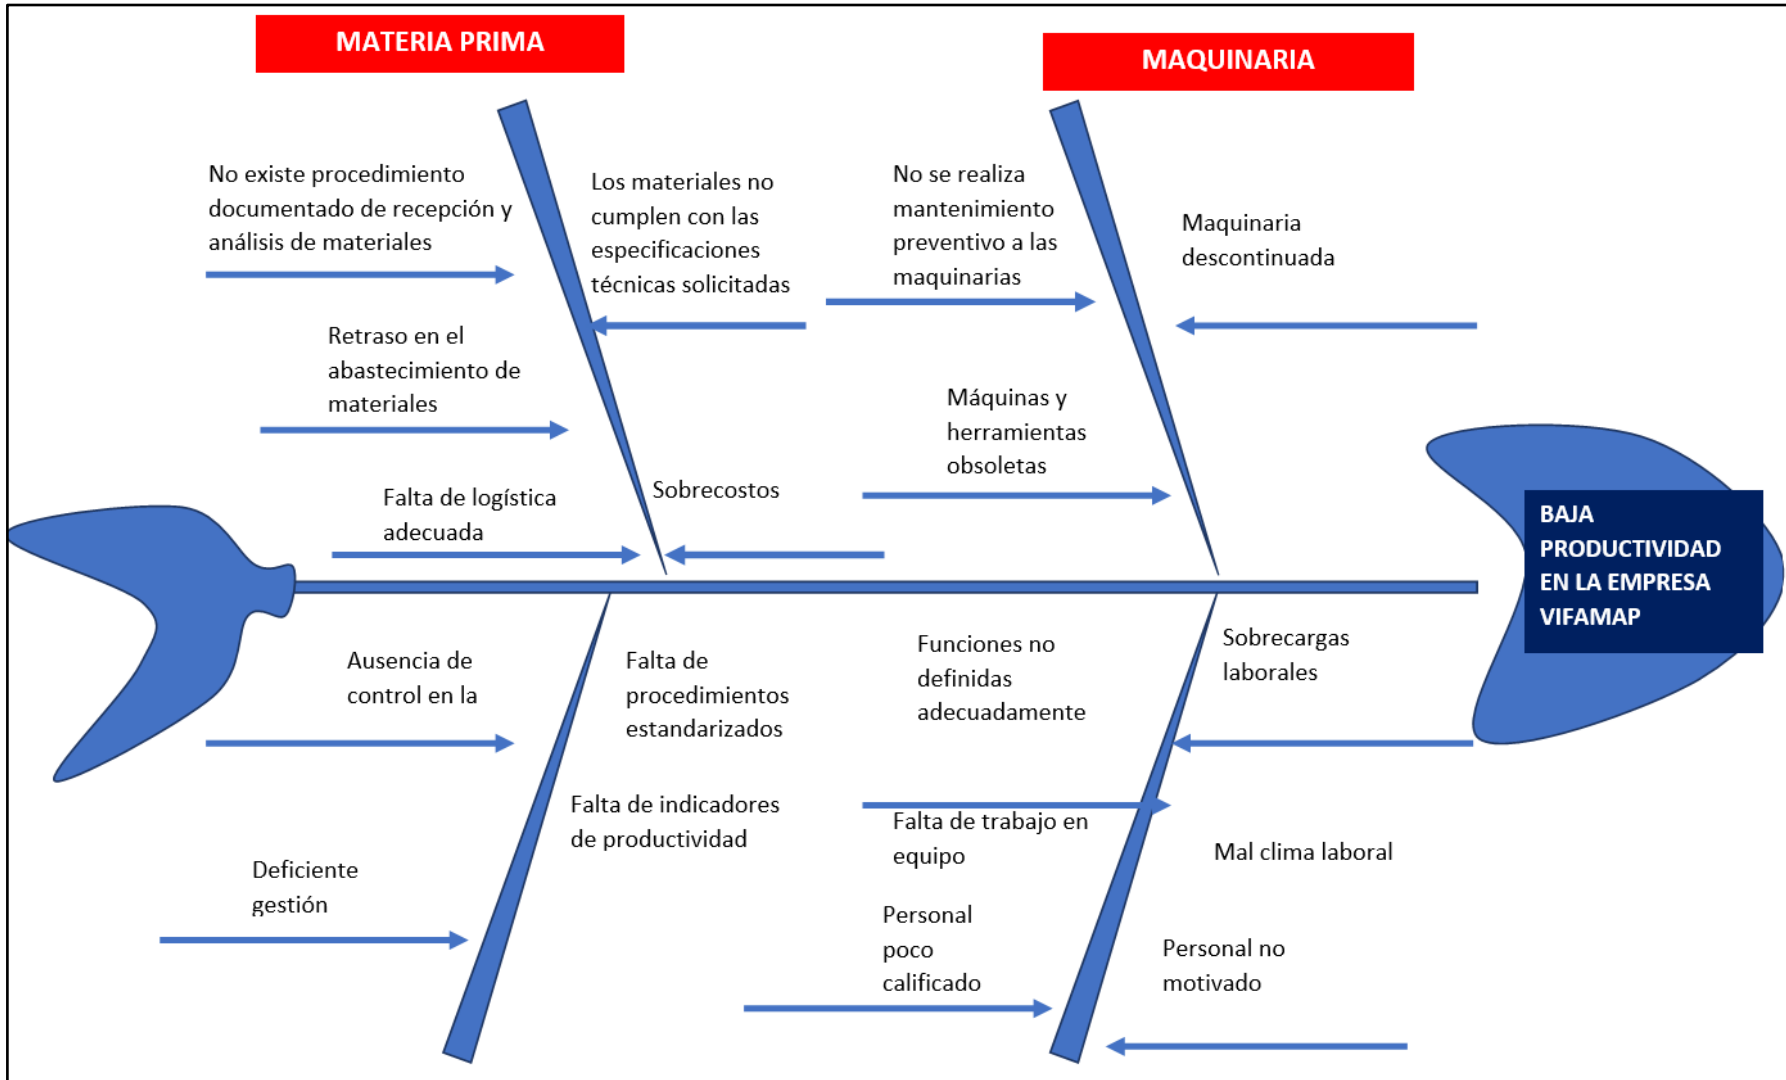 MATERIA PRIMA
MAQUINARIA
No existe procedimiento
documentado de recepción y
análisis de materiales
Los materiales no
cumplen con las
especificaciones
técnicas solicitadas
No se realiza
mantenimiento
preventivo a las
maquinarias
Maquinaria
descontinuada
Retraso en el
abastecimiento de
materiales
Máquinas y
herramientas
obsoletas
Falta de logística
adecuada
Sobrecostos
BAJA
PRODUCTIVIDAD
EN LA EMPRESA
VIFAMAP
Ausencia de
control en la
Falta de
procedimientos
estandarizados
Funciones no
definidas
adecuadamente
Sobrecargas
laborales
Falta de indicadores
de productividad
Falta de trabajo en
equipo
Mal clima laboral
Deficiente
gestión
Personal
poco
calificado
Personal no
motivado